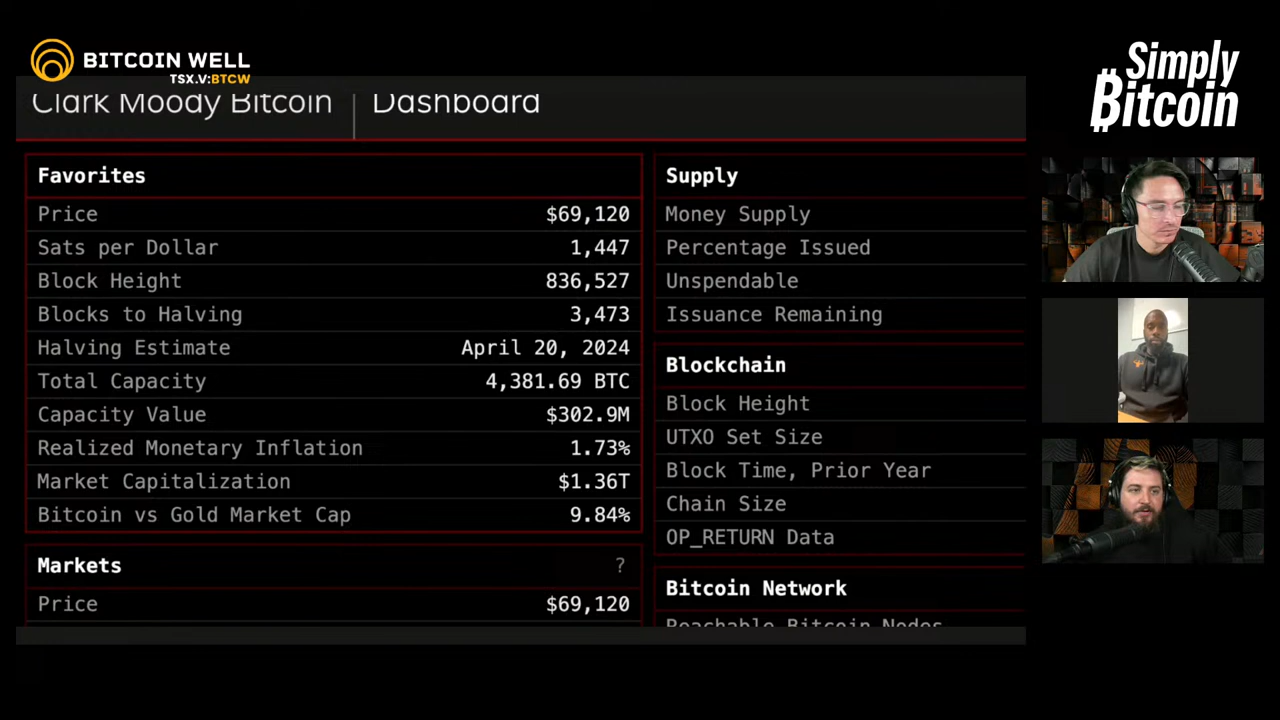 BITCOIN WELL
TSX.V:BTCW
Simply
Bitcoin
Clark Moody Bitcoin | Dashboard
Favorites
Price $69,120
Sats per Dollar 1,447
Block Height 836,527
Blocks to Halving 3,473
Halving Estimate April 20, 2024
Total Capacity 4,381.69 BTC
Capacity Value $302.9M
Realized Monetary Inflation 1.73%
Market Capitalization $1.36T
Bitcoin vs Gold Market Cap 9.84%
Markets ?
Price $69,120
Supply
Money Supply
Percentage Issued
Unspendable
Issuance Remaining
Blockchain
Block Height
UTXO Set Size
Block Time, Prior Year
Chain Size
OP_RETURN Data
Bitcoin Network
Reachable Bitcoin Nodes